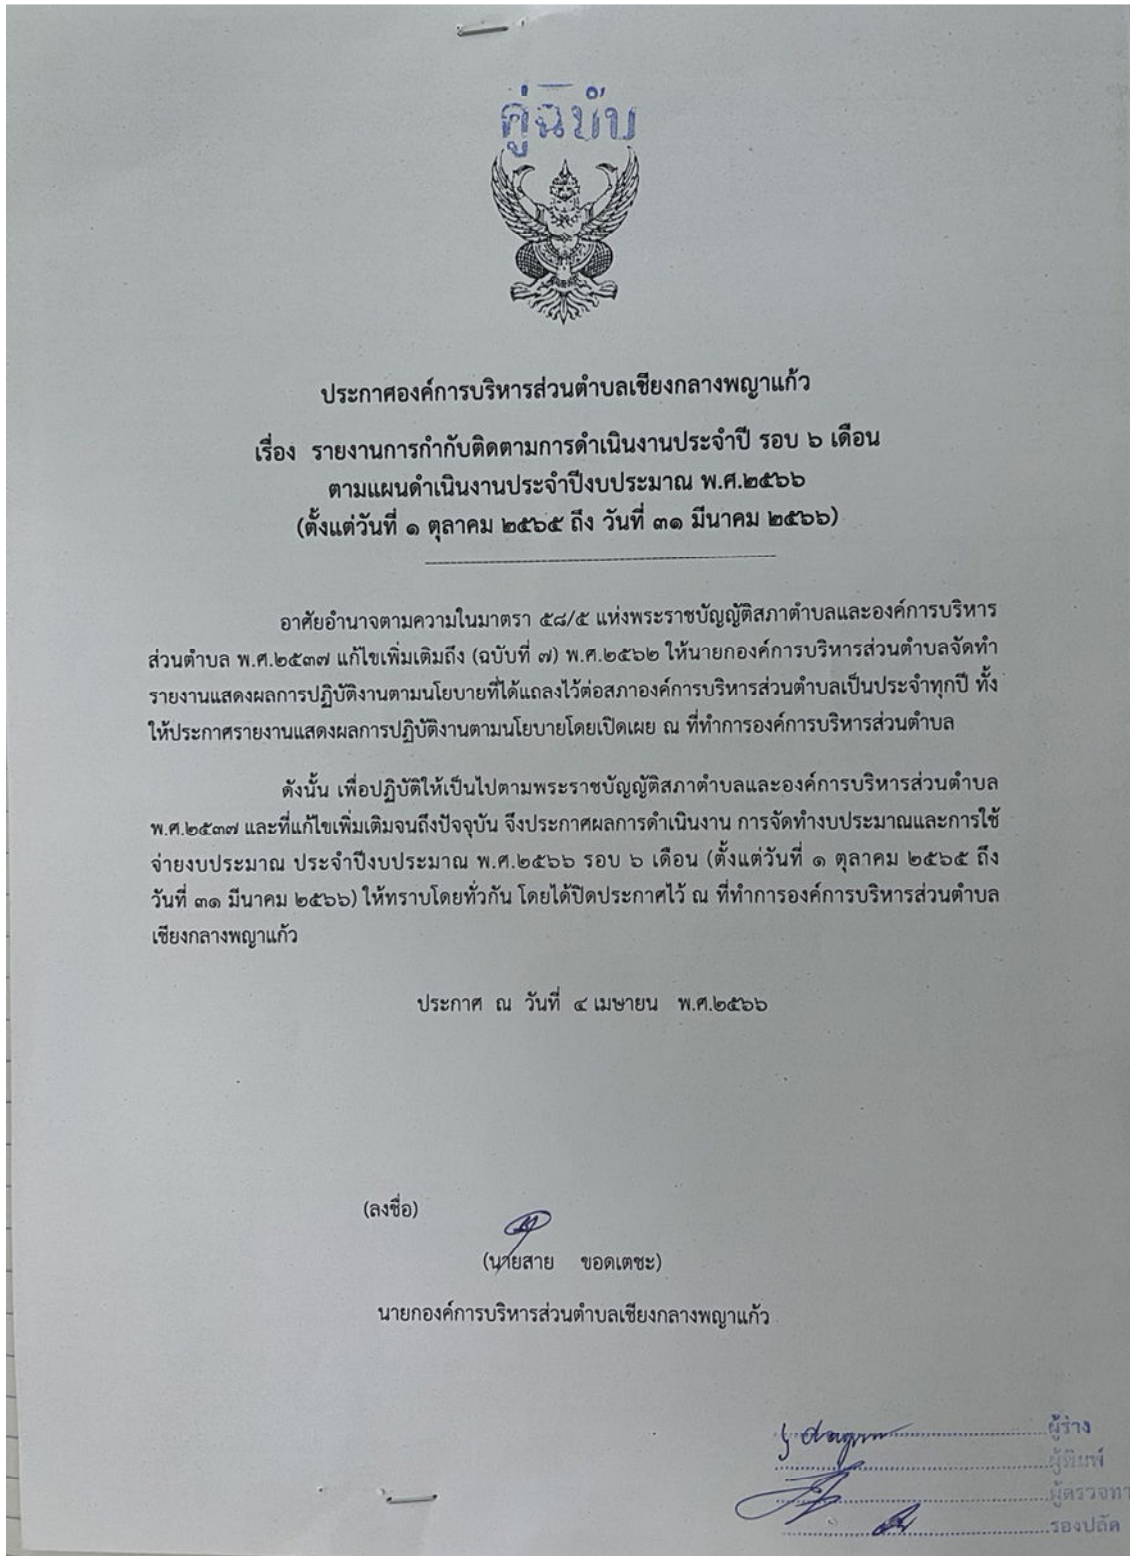 คู่ฉบับ
ประกาศองค์การบริหารส่วนตำบลเชียงกลางพญาแก้ว
เรื่อง รายงานการกำกับติดตามการดำเนินงานประจำปี รอบ ๖ เดือน
ตามแผนดำเนินงานประจำปีงบประมาณ พ.ศ.๒๕๖๖
(ตั้งแต่วันที่ ๑ ตุลาคม ๒๕๖๕ ถึง วันที่ ๓๑ มีนาคม ๒๕๖๖)
อาศัยอำนาจตามความในมาตรา ๕๘/๕ แห่งพระราชบัญญัติสภาตำบลและองค์การบริหาร
ส่วนตำบล พ.ศ.๒๕๓๗ แก้ไขเพิ่มเติมถึง (ฉบับที่ ๗) พ.ศ.๒๕๖๒ ให้นายกองค์การบริหารส่วนตำบลจัดทำ
รายงานแสดงผลการปฏิบัติงานตามนโยบายที่ได้แถลงไว้ต่อสภาองค์การบริหารส่วนตำบลเป็นประจำทุกปี ทั้ง
ให้ประกาศรายงานแสดงผลการปฏิบัติงานตามนโยบายโดยเปิดเผย ณ ที่ทำการองค์การบริหารส่วนตำบล
ดังนั้น เพื่อปฏิบัติให้เป็นไปตามพระราชบัญญัติสภาตำบลและองค์การบริหารส่วนตำบล
พ.ศ.๒๕๓๗ และที่แก้ไขเพิ่มเติมจนถึงปัจจุบัน จึงประกาศผลการดำเนินงาน การจัดทำงบประมาณและการใช้
จ่ายงบประมาณ ประจำปีงบประมาณ พ.ศ.๒๕๖๖ รอบ ๖ เดือน (ตั้งแต่วันที่ ๑ ตุลาคม ๒๕๖๕ ถึง
วันที่ ๓๑ มีนาคม ๒๕๖๖) ให้ทราบโดยทั่วกัน โดยได้ปิดประกาศไว้ ณ ที่ทำการองค์การบริหารส่วนตำบล
เชียงกลางพญาแก้ว
ประกาศ ณ วันที่ ๔ เมษายน พ.ศ.๒๕๖๖
(ลงชื่อ)
(นายสาย ขอดเตชะ)
นายกองค์การบริหารส่วนตำบลเชียงกลางพญาแก้ว
ผู้ร่าง
ผู้พิมพ์
ผู้ตรวจทา
รองปลัด